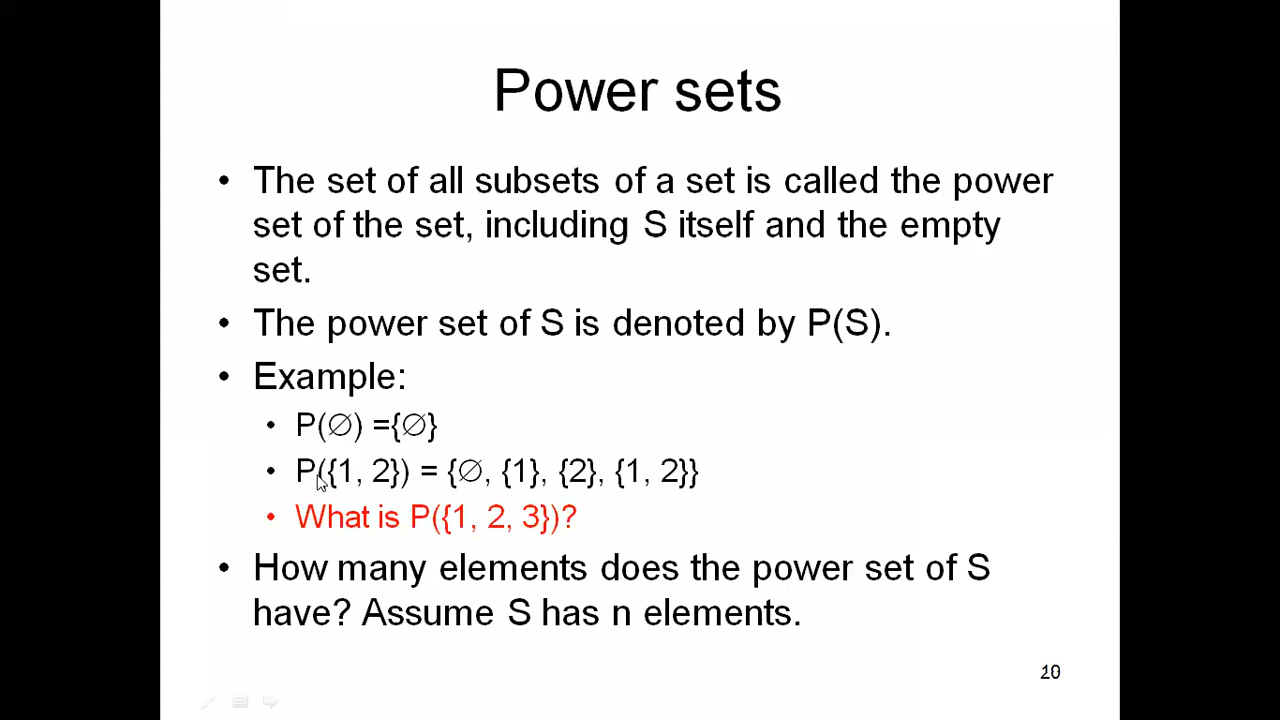 Power sets
• The set of all subsets of a set is called the power
set of the set, including S itself and the empty
set.
• The power set of S is denoted by P(S).
• Example:
• P(∅) ={∅}
• P({1, 2}) = {∅, {1}, {2}, {1, 2}}
• What is P({1, 2, 3})?
• How many elements does the power set of S
have? Assume S has n elements.